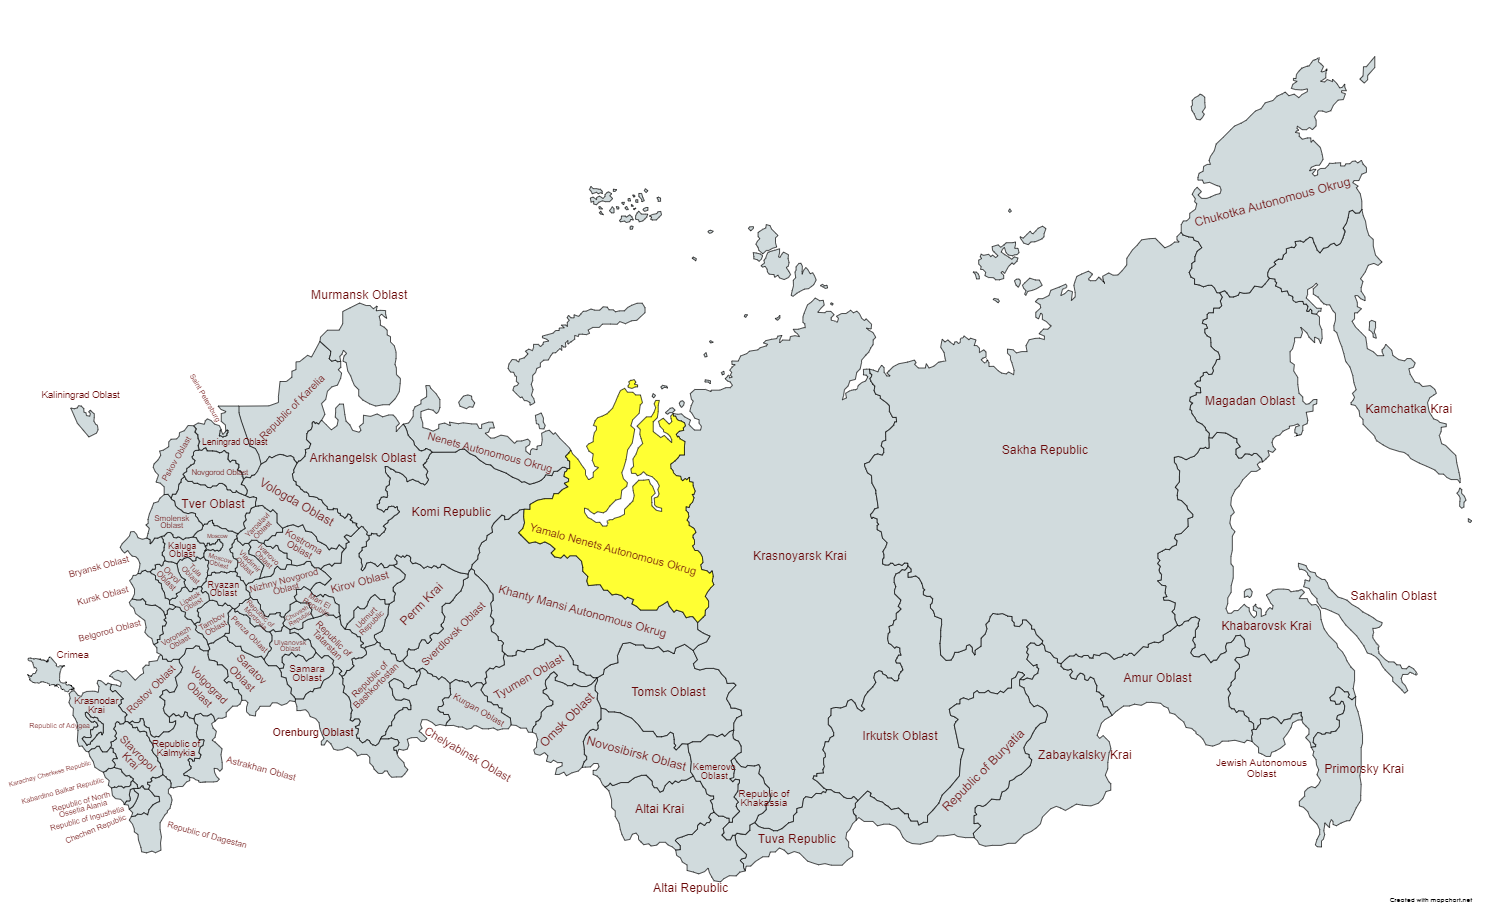 Chukotka Autonomous Okrug
Murmansk Oblast
Kaliningrad Oblast
Saint Petersburg
Republic of Karelia
Magadan Oblast
Kamchatka Krai
Leningrad Oblast
Nenets Autonomous Okrug
Sakha Republic
Pskov Oblast
Arkhangelsk Oblast
Novgorod Oblast
Vologda Oblast
Tver Oblast
Komi Republic
Smolensk
Oblast
Yaroslavl
Oblast
Moscow
Kostroma
Oblast
Yamalo Nenets Autonomous Okrug
Krasnoyarsk Krai
Kaluga
Oblast
Ivanovo
Oblast
Moscow
Oblast
Vladimir
Oblast
Bryansk Oblast
Oryol
Oblast
Tula
Oblast
Ryazan
Oblast
Nizhny Novgorod
Oblast
Kirov Oblast
Perm Krai
Kursk Oblast
Lipetsk
Oblast
Republic of
Mordovia
Chuvash
Republic
Mari El
Republic
Udmurt
Republic
Khanty Mansi Autonomous Okrug
Sverdlovsk Oblast
Sakhalin Oblast
Khabarovsk Krai
Belgorod Oblast
Voronezh
Oblast
Tambov
Oblast
Penza Oblast
Ulyanovsk
Oblast
Republic of
Tatarstan
Crimea
Saratov
Oblast
Samara
Oblast
Republic of
Bashkortostan
Tyumen Oblast
Tomsk Oblast
Amur Oblast
Rostov Oblast
Volgograd
Oblast
Krasnodar
Krai
Kurgan Oblast
Omsk Oblast
Republic of Adygea
Orenburg Oblast
Irkutsk Oblast
Stavropol
Krai
Republic of
Kalmykia
Chelyabinsk Oblast
Novosibirsk Oblast
Republic of Buryatia
Zabaykalsky Krai
Karachay Cherkess Republic
Astrakhan Oblast
Kemerovo
Oblast
Jewish Autonomous
Oblast
Primorsky Krai
Kabardino Balkar Republic
Republic of North
Ossetia Alania
Republic of
Khakassia
Altai Krai
Republic of Ingushetia
Chechen Republic
Republic of Dagestan
Tuva Republic
Altai Republic
Created with mapchart.net